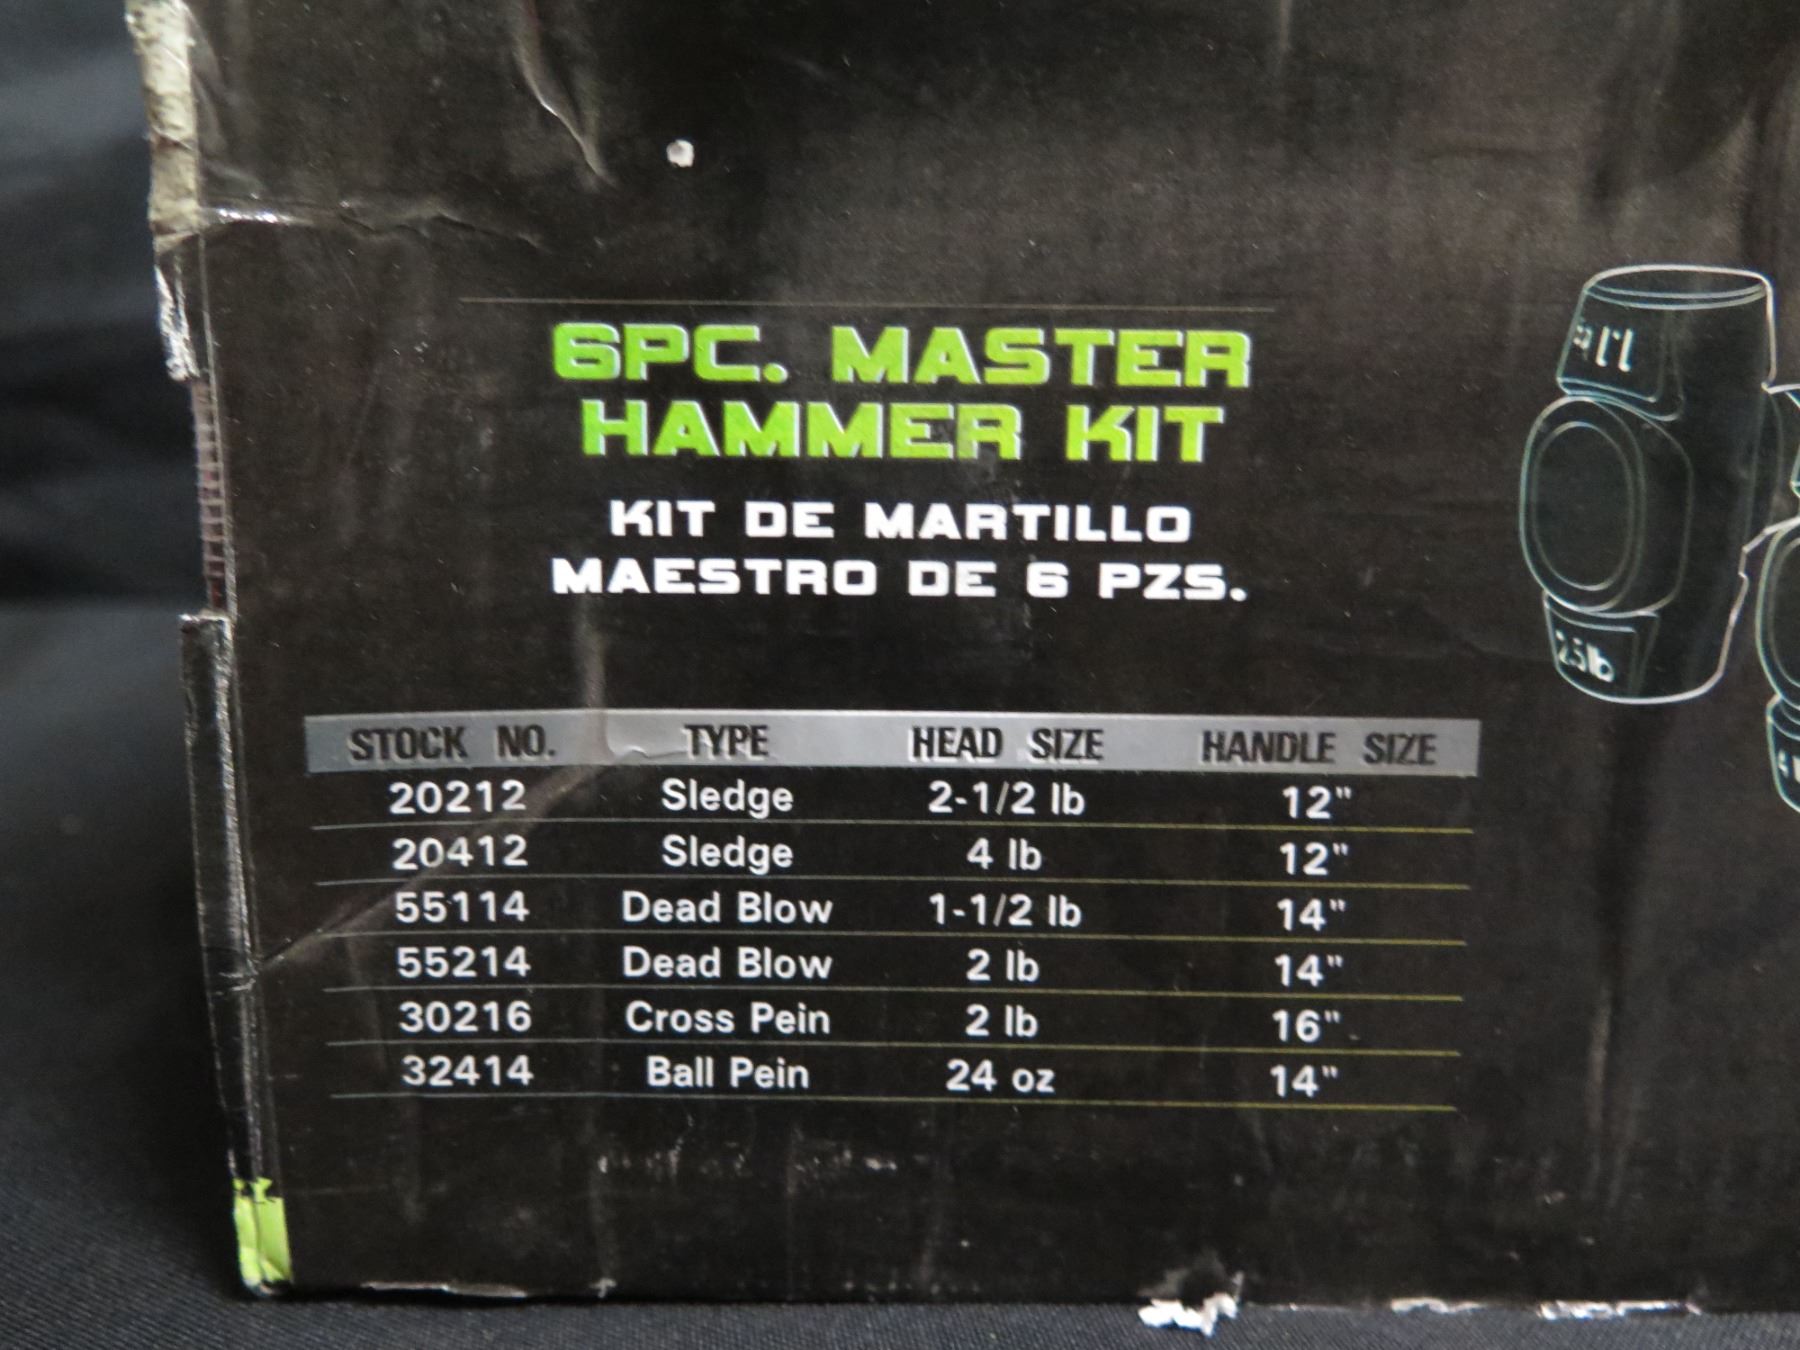 6PC. MASTER
HAMMER KIT
KIT DE MARTILLO
MAESTRO DE 6 PZS.
STOCK NO. TYPE HEAD SIZE HANDLE SIZE
20212 Sledge 2-1/2 lb 12"
20412 Sledge 4 lb 12"
55114 Dead Blow 1-1/2 lb 14"
55214 Dead Blow 2 lb 14"
30216 Cross Pein 2 lb 16"
32414 Ball Pein 24 oz 14"
2.5lb